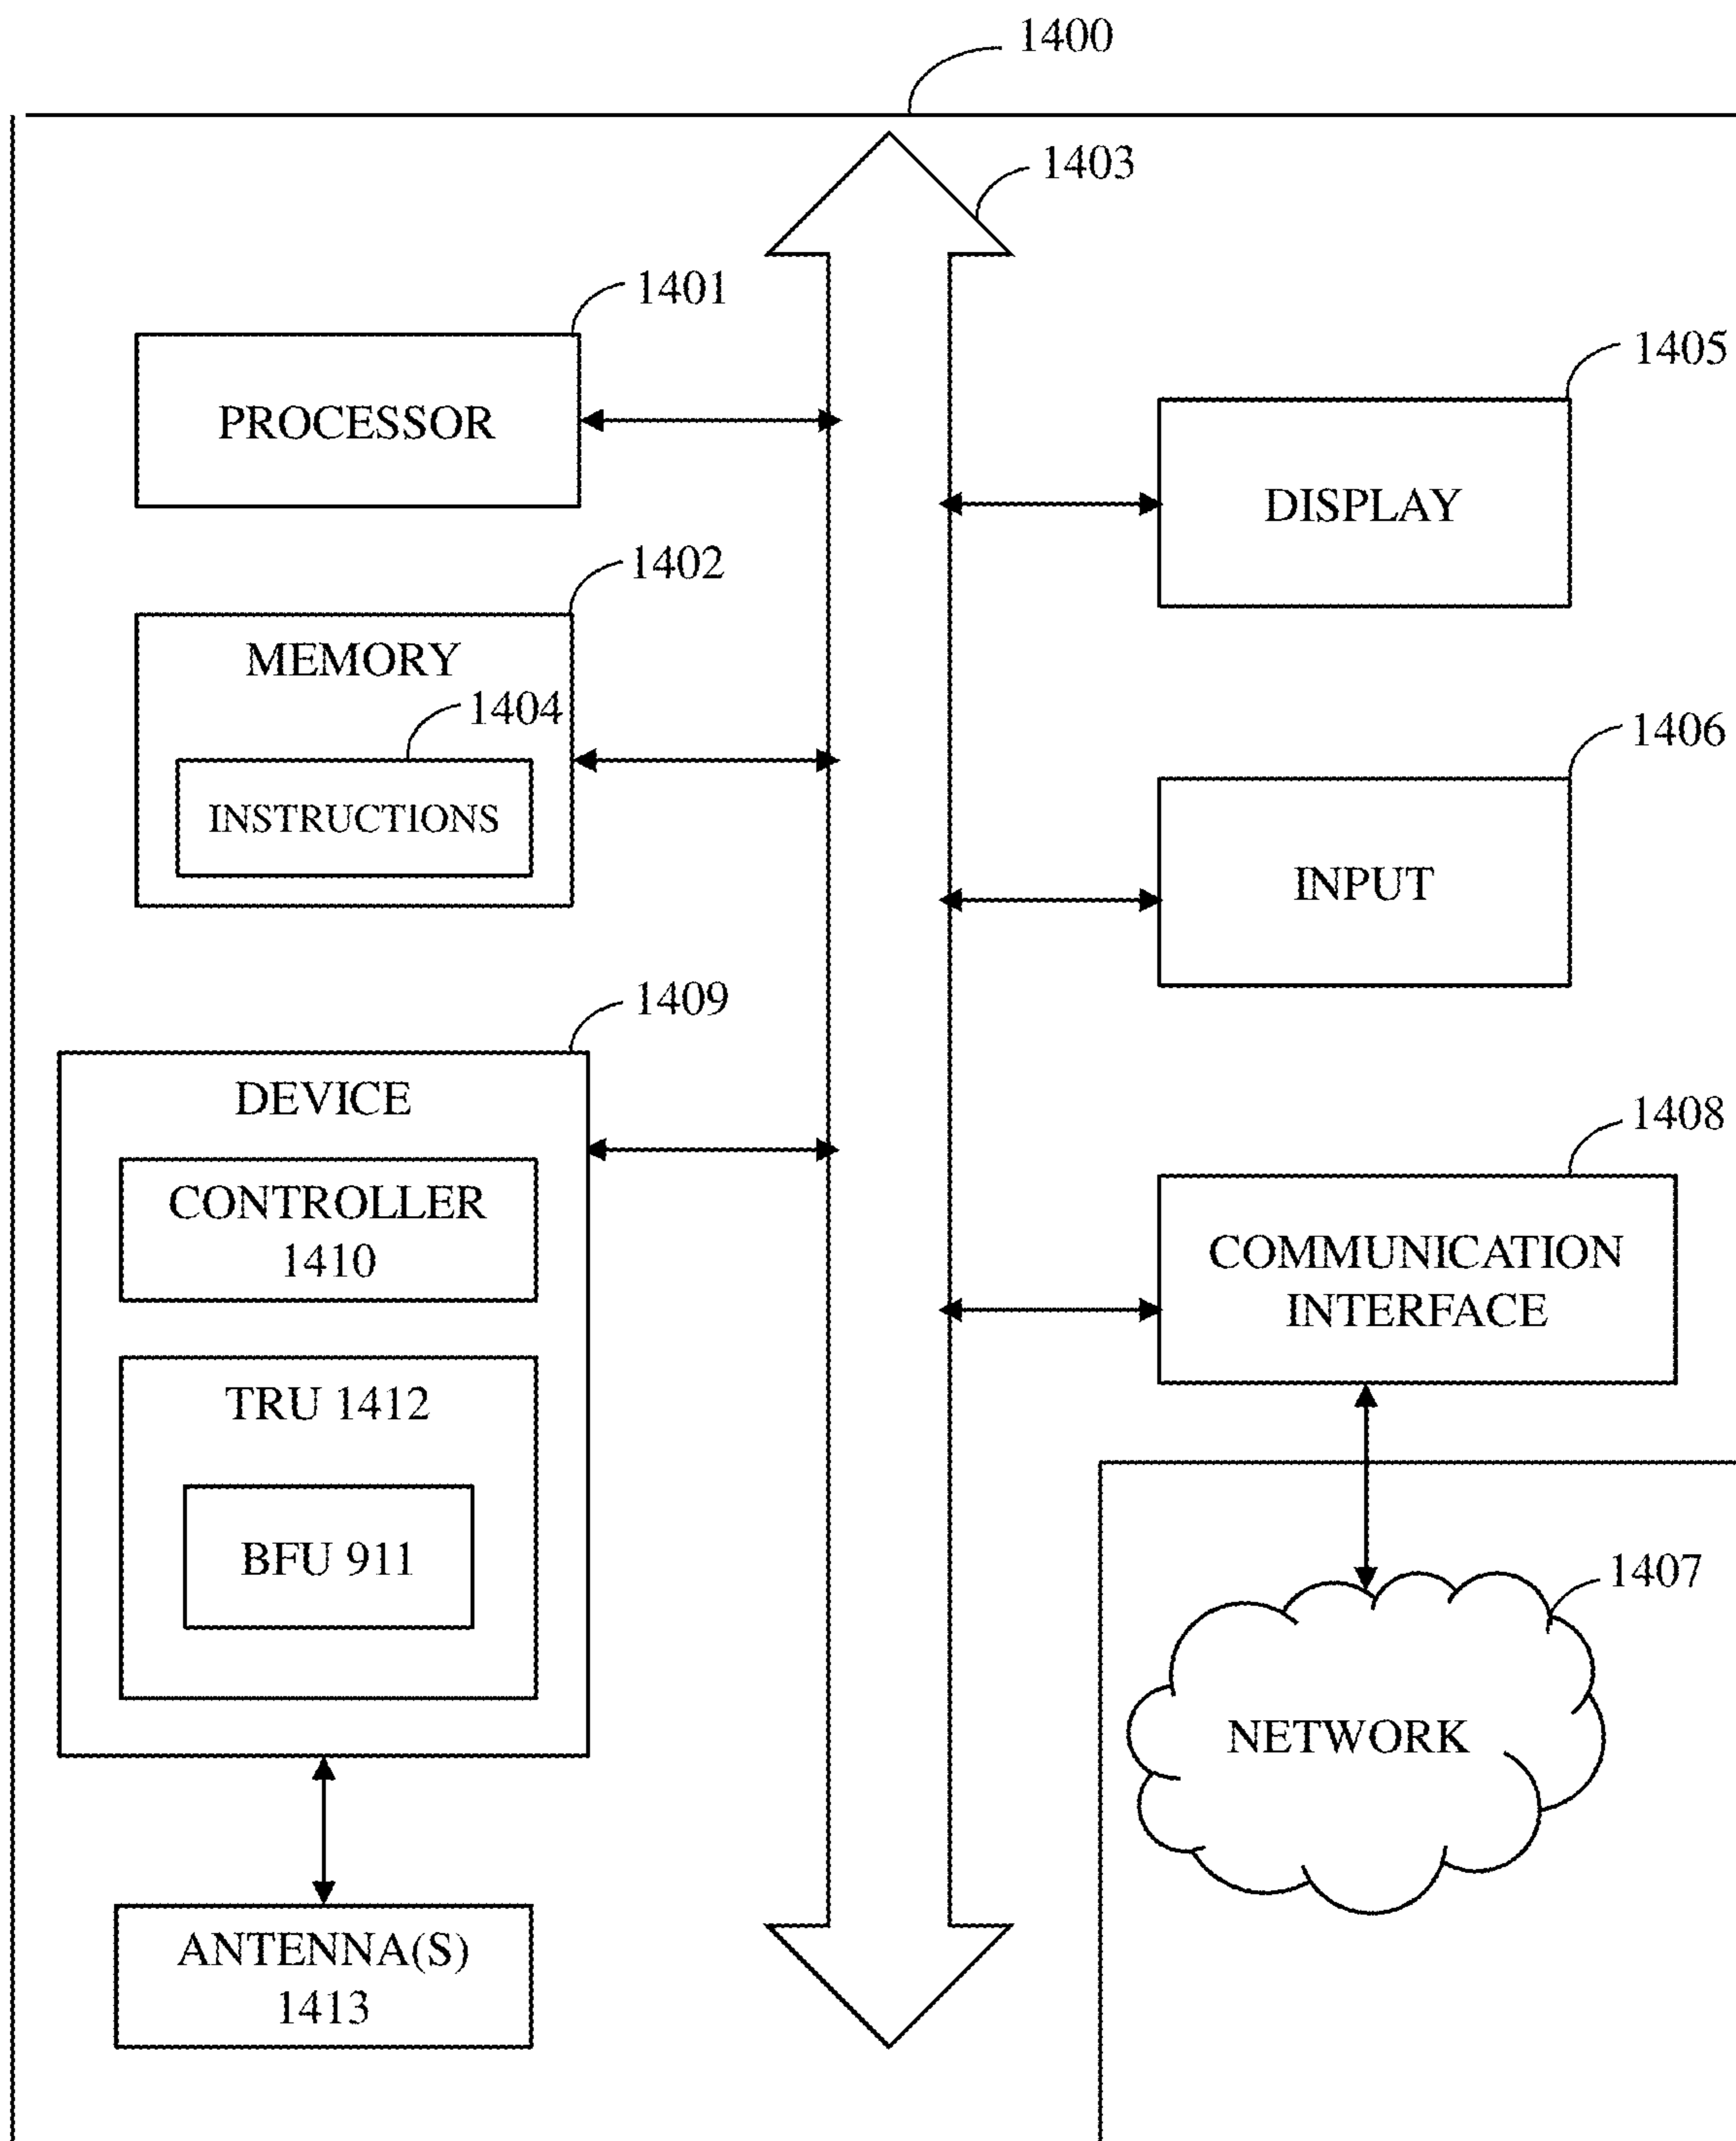 1400
1403
1401
PROCESSOR
1405
DISPLAY
1402
MEMORY
1404
INSTRUCTIONS
1406
INPUT
1409
DEVICE
CONTROLLER
1410
TRU 1412
BFU 911
1408
COMMUNICATION
INTERFACE
1407
NETWORK
ANTENNA(S)
1413